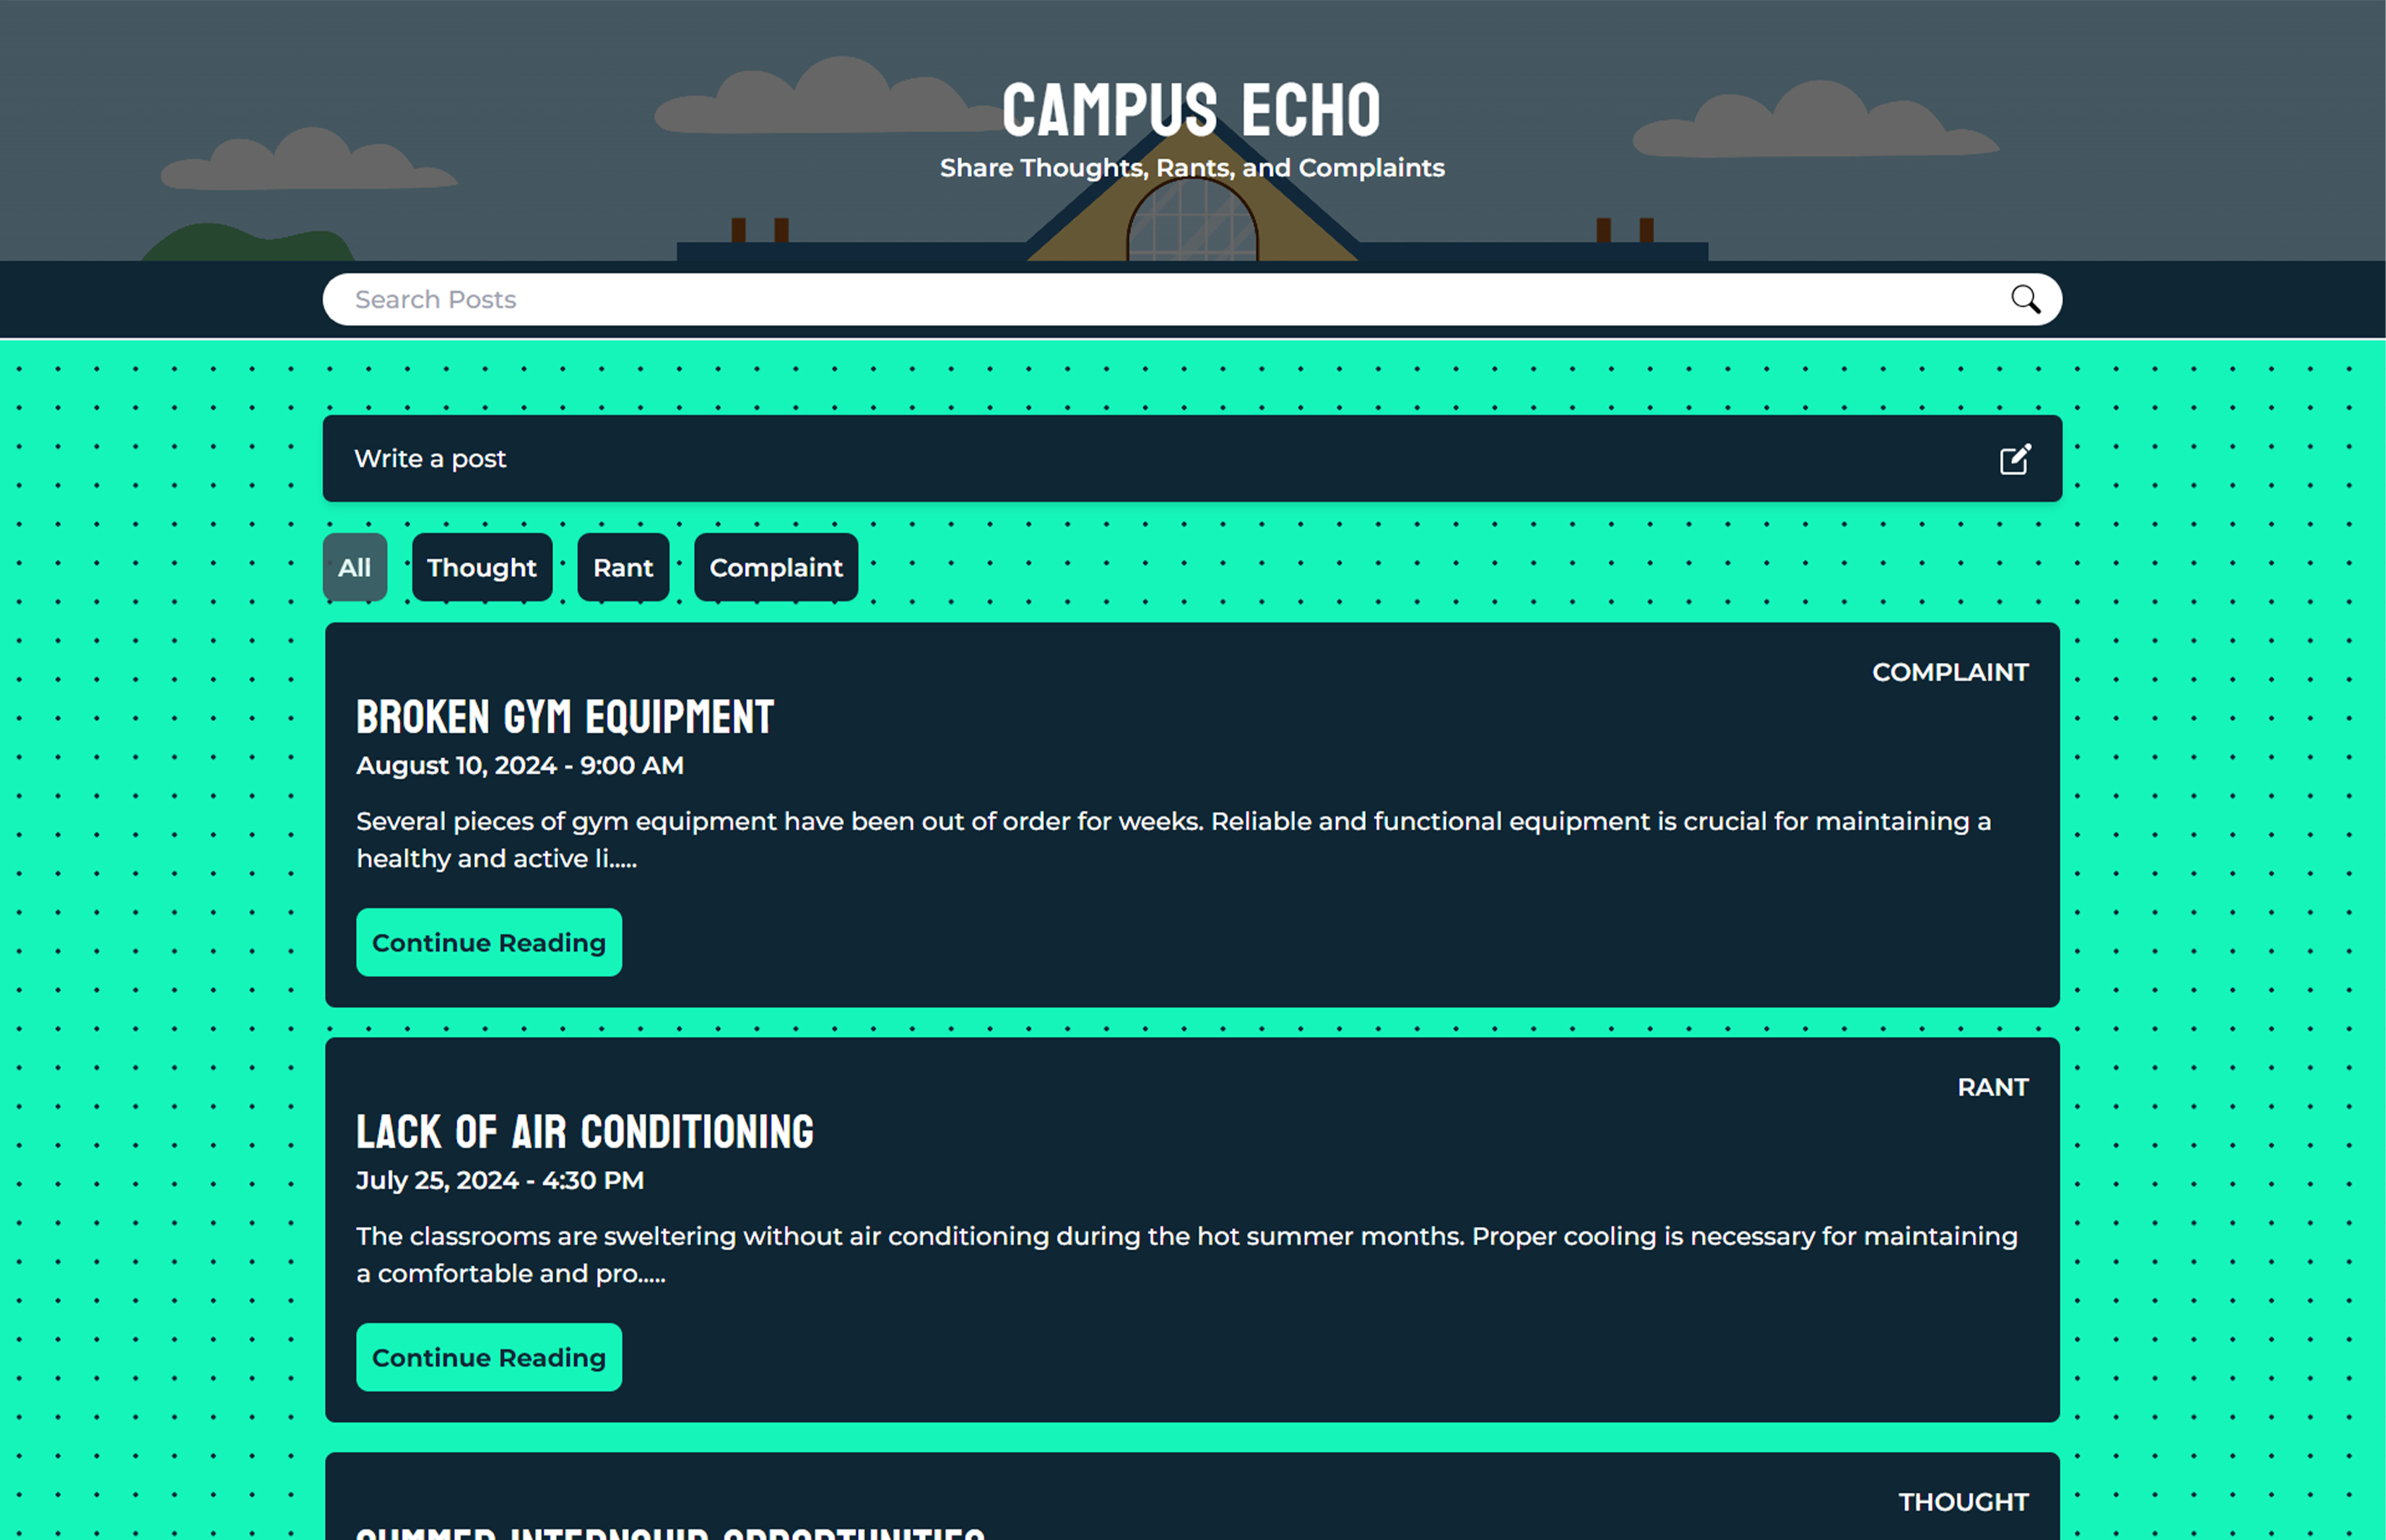 CAMPUS ECHO
Share Thoughts, Rants, and Complaints
Search Posts
Write a post
All
Thought
Rant
Complaint
COMPLAINT
BROKEN GYM EQUIPMENT
August 10, 2024 - 9:00 AM
Several pieces of gym equipment have been out of order for weeks. Reliable and functional equipment is crucial for maintaining a
healthy and active li.....
Continue Reading
RANT
LACK OF AIR CONDITIONING
July 25, 2024 - 4:30 PM
The classrooms are sweltering without air conditioning during the hot summer months. Proper cooling is necessary for maintaining
a comfortable and pro.....
Continue Reading
THOUGHT
SUMMER INTERNSHIP OPPORTUNITIES